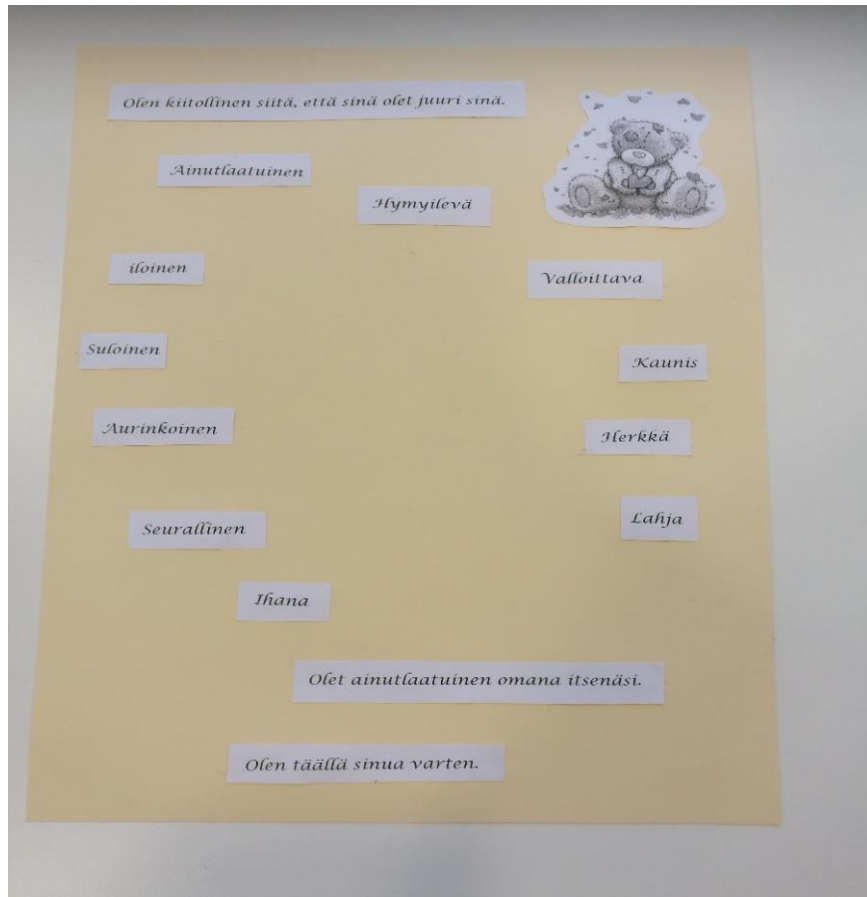 Olen kiitollinen siitä, että sinä olet juuri sinä.
Ainutlaatuinen
Hymyilevä
iloinen
Valloittava
Suloinen
Kaunis
Aurinkoinen
Herkkä
Lahja
Seurallinen
Ihana
Olet ainutlaatuinen omana itsenäsi.
Olen täällä sinua varten.